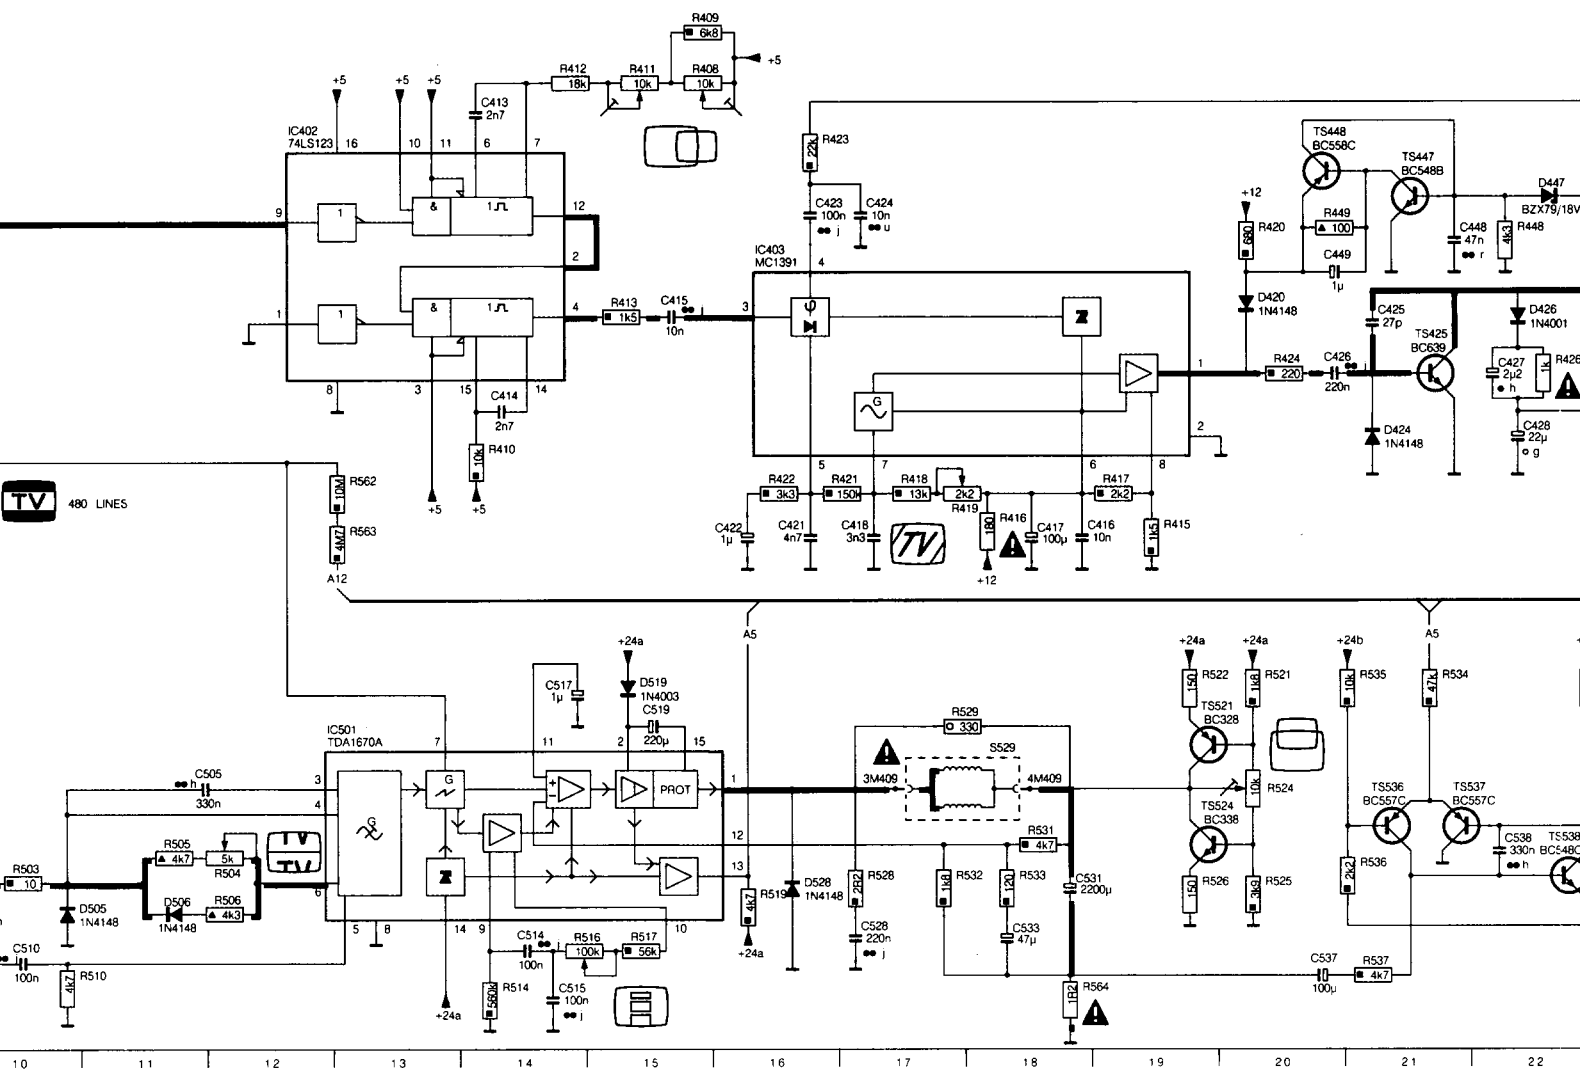 R409
6k8
+5
R412
18k
R411
10k
R408
10k
+5
+5
+5
C413
2n7
IC402
74LS123
16
10
11
6
7
9
1
&
1
12
2
1
1
&
1
4
8
3
15
14
C414
2n7
R410
10k
+5
+5
R413
1k5
C415
10n
j
R423
22k
C423
100n
j
C424
10n
u
IC403
MC1391
4
3
φ
Z
G
1
2
5
7
6
8
R422
3k3
R421
150k
R418
13k
2k2
R419
R417
2k2
C422
1µ
C421
4n7
C418
3n3
TV
180
R416
C417
100µ
C416
10n
1k5
R415
+12
+12
680
R420
D420
1N4148
TS448
BC558C
TS447
BC548B
R449
100
C449
1µ
C448
47n
r
D447
BZX79/18V
4k3
R448
R424
220
C426
220n
C425
27p
TS425
BC639
D424
1N4148
D426
1N4001
C427
2µ2
h
1k
R426
C428
22µ
g
TV
480 LINES
10M
R562
4M7
R563
A12
A5
A5
+24a
D519
1N4003
C519
220µ
C517
1µ
IC501
TDA1670A
7
11
2
15
3
4
6
G
G
+
−
PROT
Z
1
12
13
5
8
14
9
10
h
C505
330n
R505
4k7
5k
R504
TV
TV
R503
10
D505
1N4148
D506
1N4148
R506
4k3
C510
100n
4k7
R510
+24a
560k
R514
C514
100n
j
C515
100n
j
R516
100k
R517
56k
4k7
R519
+24a
D528
1N4148
2R2
R528
C528
220n
j
R529
330
S529
3M409
4M409
R531
4k7
1k8
R532
120
R533
C533
47µ
C531
2200µ
1R2
R564
+24a
+24a
150
R522
1k8
R521
TS521
BC328
10k
R524
TS524
BC338
150
R526
3k9
R525
+24b
10k
R535
47k
R534
TS536
BC557C
TS537
BC557C
2k2
R536
C538
330n
h
TS538
BC548C
C537
100µ
R537
4k7
10
11
12
13
14
15
16
17
18
19
20
21
22